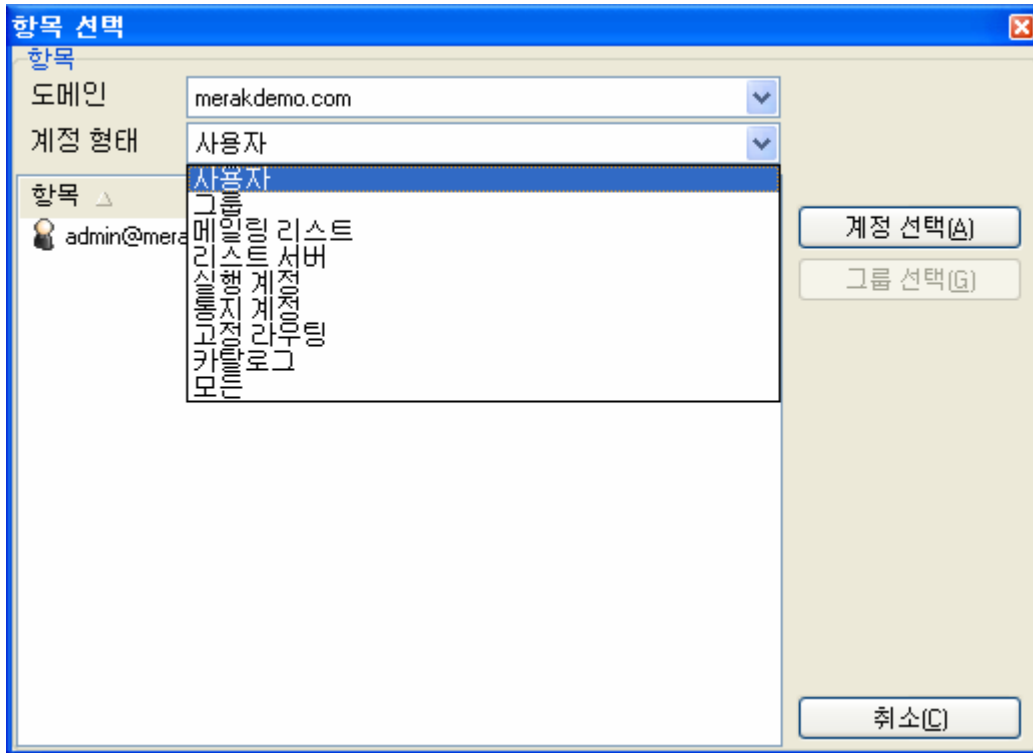 항목 선택
항목
도메인
merakdemo.com
계정 형태
사용자
항목
admin@mera
사용자
그룹
메일링 리스트
리스트 서버
실행 계정
통지 계정
고정 라우팅
카탈로그
모든
계정 선택(A)
그룹 선택(G)
취소(C)